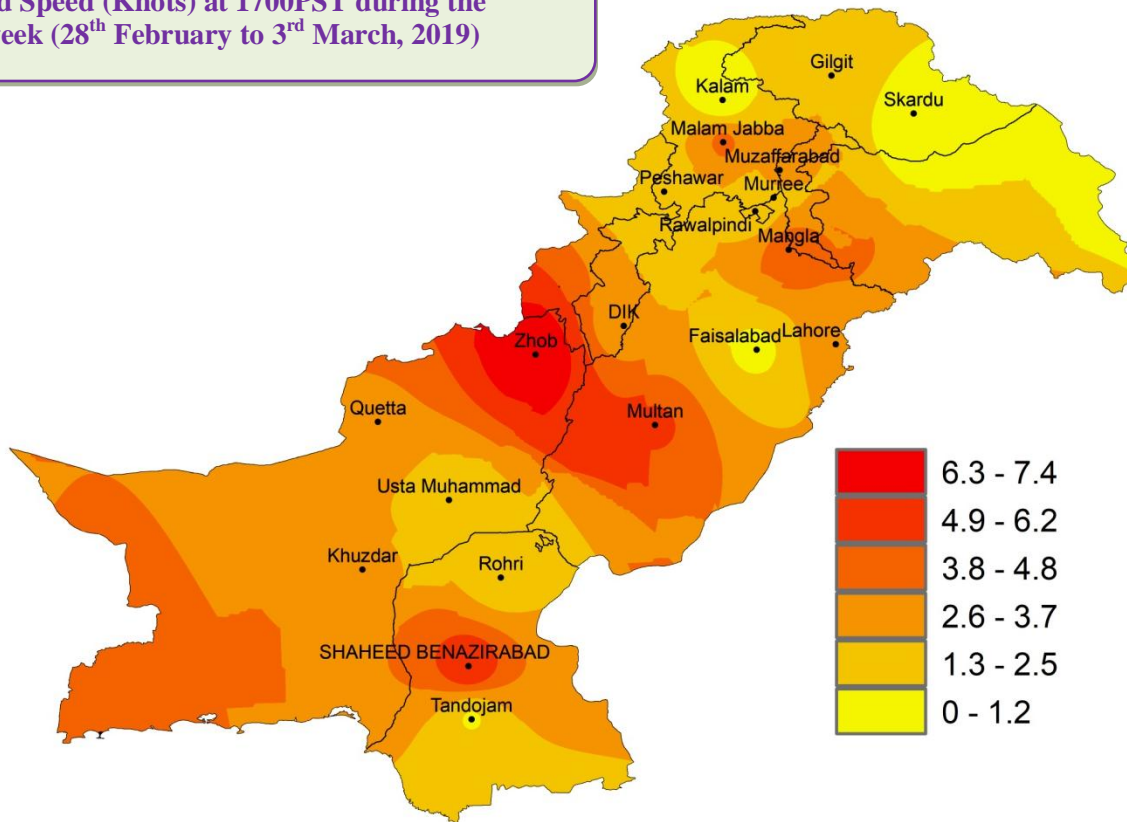 d Speed (Knots) at 1700PST during the
eek (28th February to 3rd March, 2019)
Gilgit
Kalam
Skardu
Malam Jabba
Muzaffarabad
Peshawar
Murree
Rawalpindi
Mangla
DIK
Faisalabad
Lahore
Zhob
Quetta
Multan
Usta Muhammad
Khuzdar
Rohri
SHAHEED BENAZIRABAD
Tandojam
6.3 - 7.4
4.9 - 6.2
3.8 - 4.8
2.6 - 3.7
1.3 - 2.5
0 - 1.2